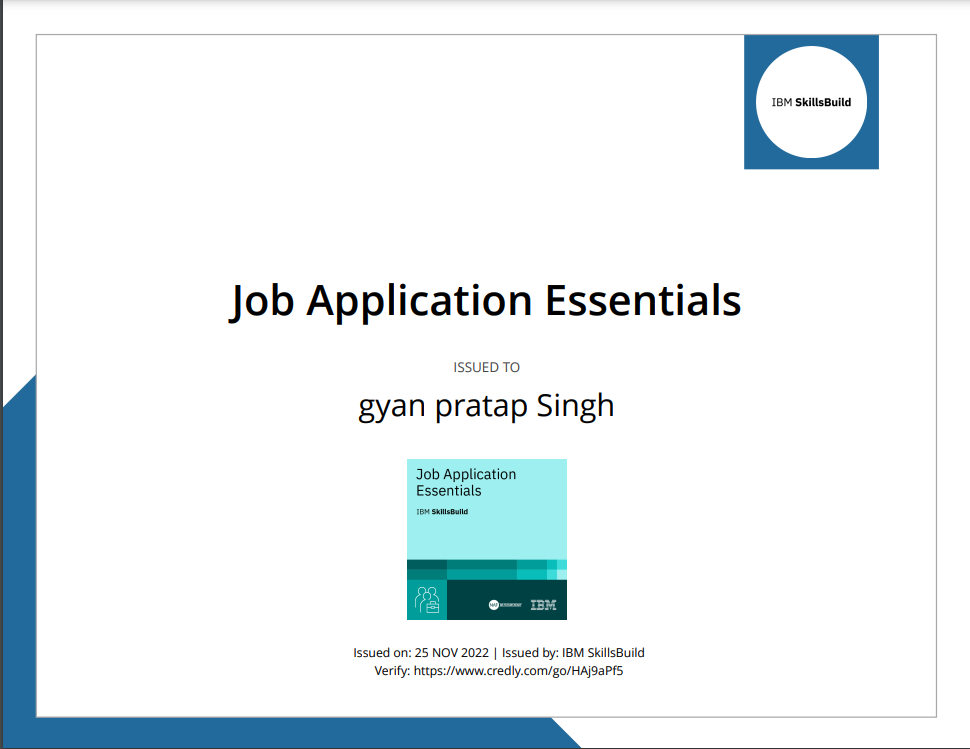 IBM SkillsBuild
Job Application Essentials
ISSUED TO
gyan pratap Singh
Job Application
Essentials
IBM SkillsBuild
IBM
Issued on: 25 NOV 2022 | Issued by: IBM SkillsBuild
Verify: https://www.credly.com/go/HAj9aPf5